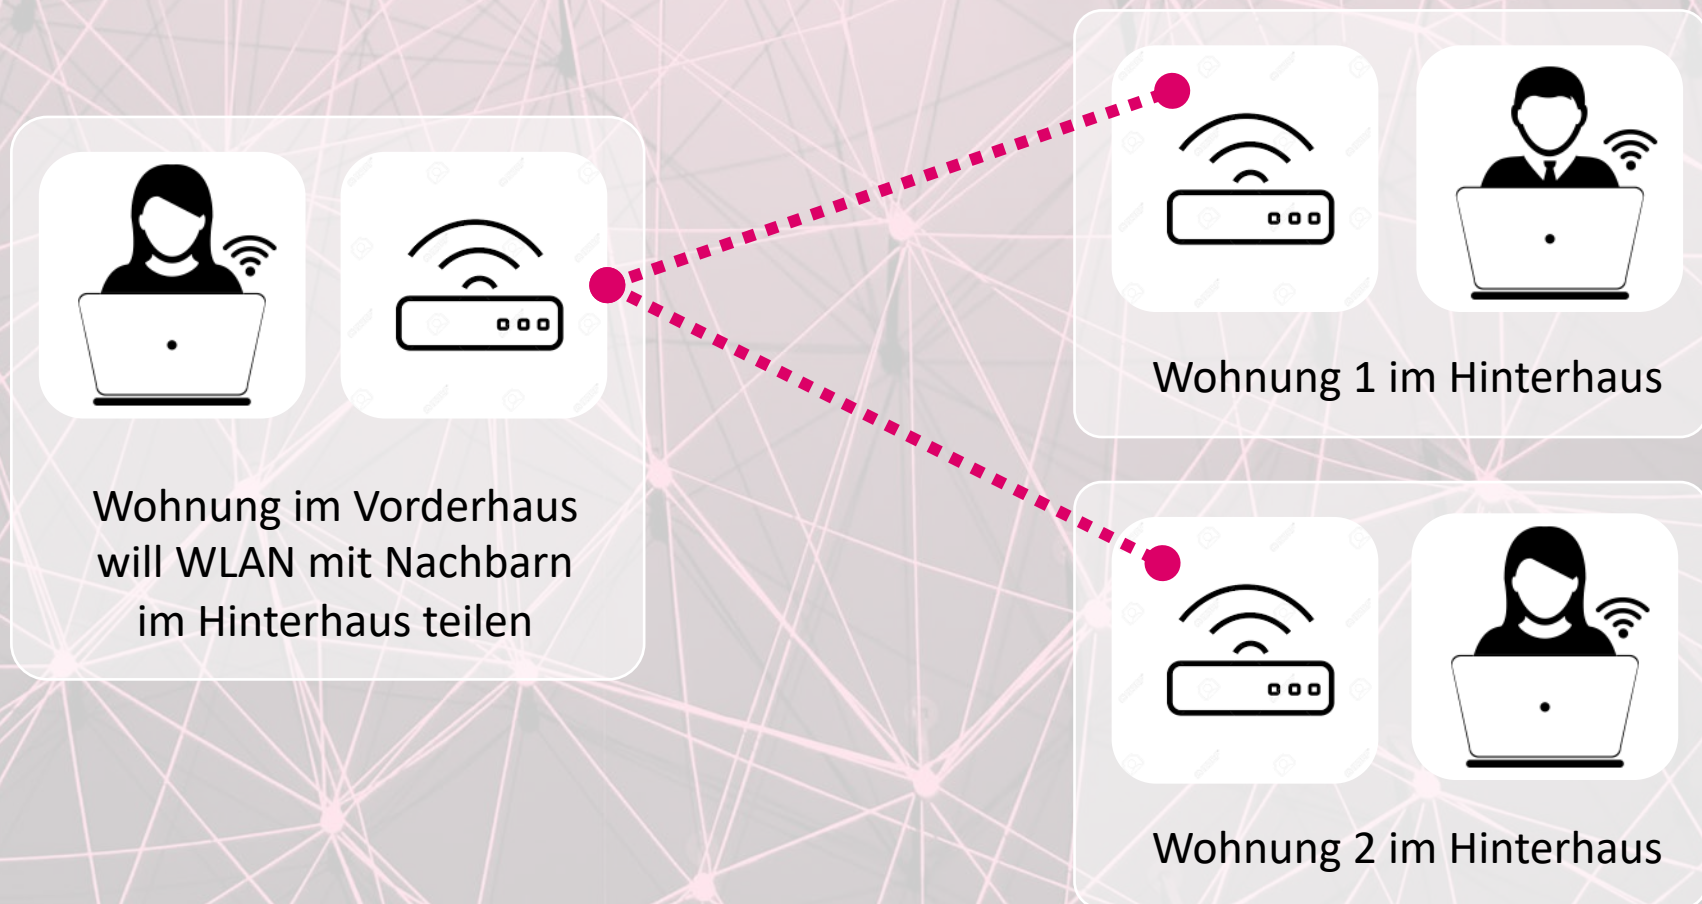 Wohnung im Vorderhaus
will WLAN mit Nachbarn
im Hinterhaus teilen
Wohnung 1 im Hinterhaus
Wohnung 2 im Hinterhaus